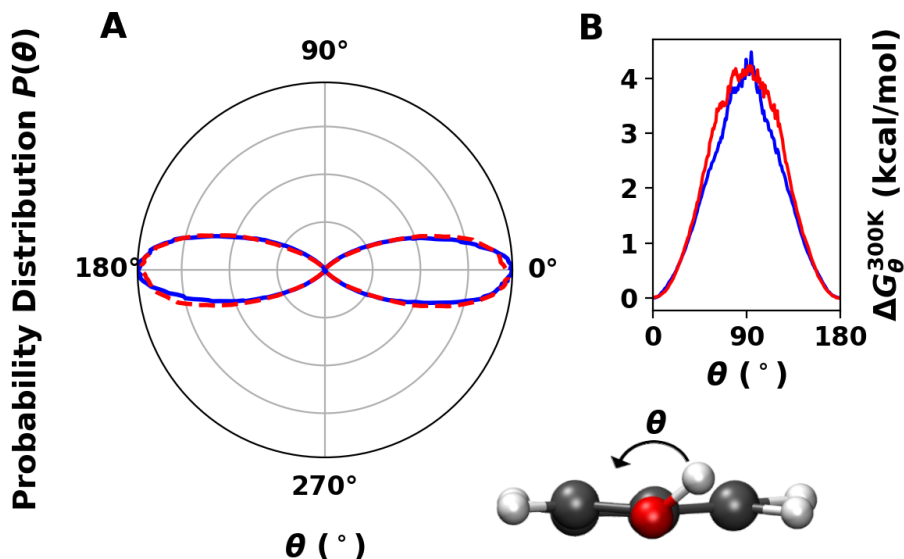 A
Probability Distribution P(θ)
90°
180°
0°
270°
θ (°)
B
4
3
2
1
0
0
90
180
θ (°)
ΔG_θ^300K (kcal/mol)
θ